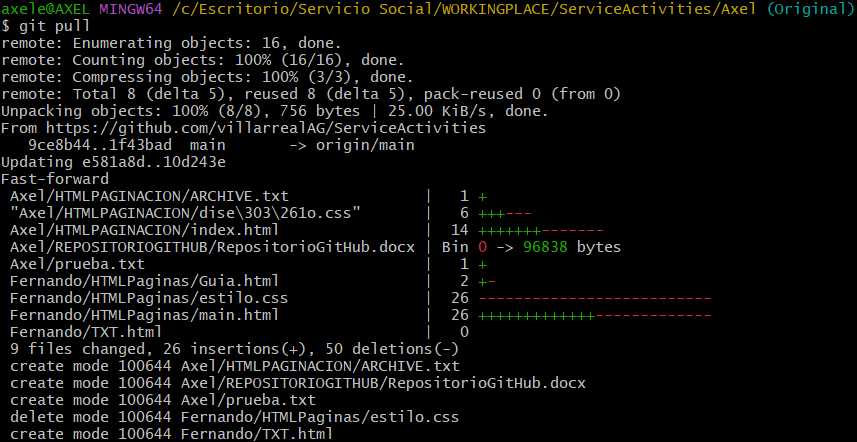 axele@AXEL MINGW64 /c/Escritorio/Servicio Social/WORKINGPLACE/ServiceActivities/Axel (Original)
$ git pull
remote: Enumerating objects: 16, done.
remote: Counting objects: 100% (16/16), done.
remote: Compressing objects: 100% (3/3), done.
remote: Total 8 (delta 5), reused 8 (delta 5), pack-reused 0 (from 0)
Unpacking objects: 100% (8/8), 756 bytes | 25.00 KiB/s, done.
From https://github.com/villarrealAG/ServiceActivities
   9ce8b44..1f43bad  main       -> origin/main
Updating e581a8d..10d243e
Fast-forward
 Axel/HTMLPAGINACION/ARCHIVE.txt                |   1 +
 "Axel/HTMLPAGINACION/dise\303\261o.css"        |   6 +++---
 Axel/HTMLPAGINACION/index.html                 |  14 +++++++-------
 Axel/REPOSITORIOGITHUB/RepositorioGitHub.docx | Bin 0 -> 96838 bytes
 Axel/prueba.txt                                |   1 +
 Fernando/HTMLPaginas/Guia.html                 |   2 +-
 Fernando/HTMLPaginas/estilo.css                |  26 --------------------------
 Fernando/HTMLPaginas/main.html                 |  26 +++++++++++++-------------
 Fernando/TXT.html                              |   0
 9 files changed, 26 insertions(+), 50 deletions(-)
 create mode 100644 Axel/HTMLPAGINACION/ARCHIVE.txt
 create mode 100644 Axel/REPOSITORIOGITHUB/RepositorioGitHub.docx
 create mode 100644 Axel/prueba.txt
 delete mode 100644 Fernando/HTMLPaginas/estilo.css
 create mode 100644 Fernando/TXT.html